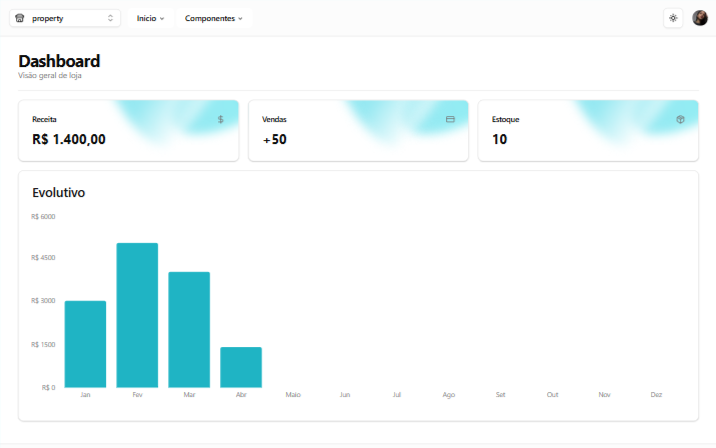 property Início Componentes
Dashboard
Visão geral de loja
Receita
R$ 1.400,00
Vendas
+50
Estoque
10
Evolutivo
R$ 6000
R$ 4500
R$ 3000
R$ 1500
R$ 0
Jan Fev Mar Abr Maio Jun Jul Ago Set Out Nov Dez